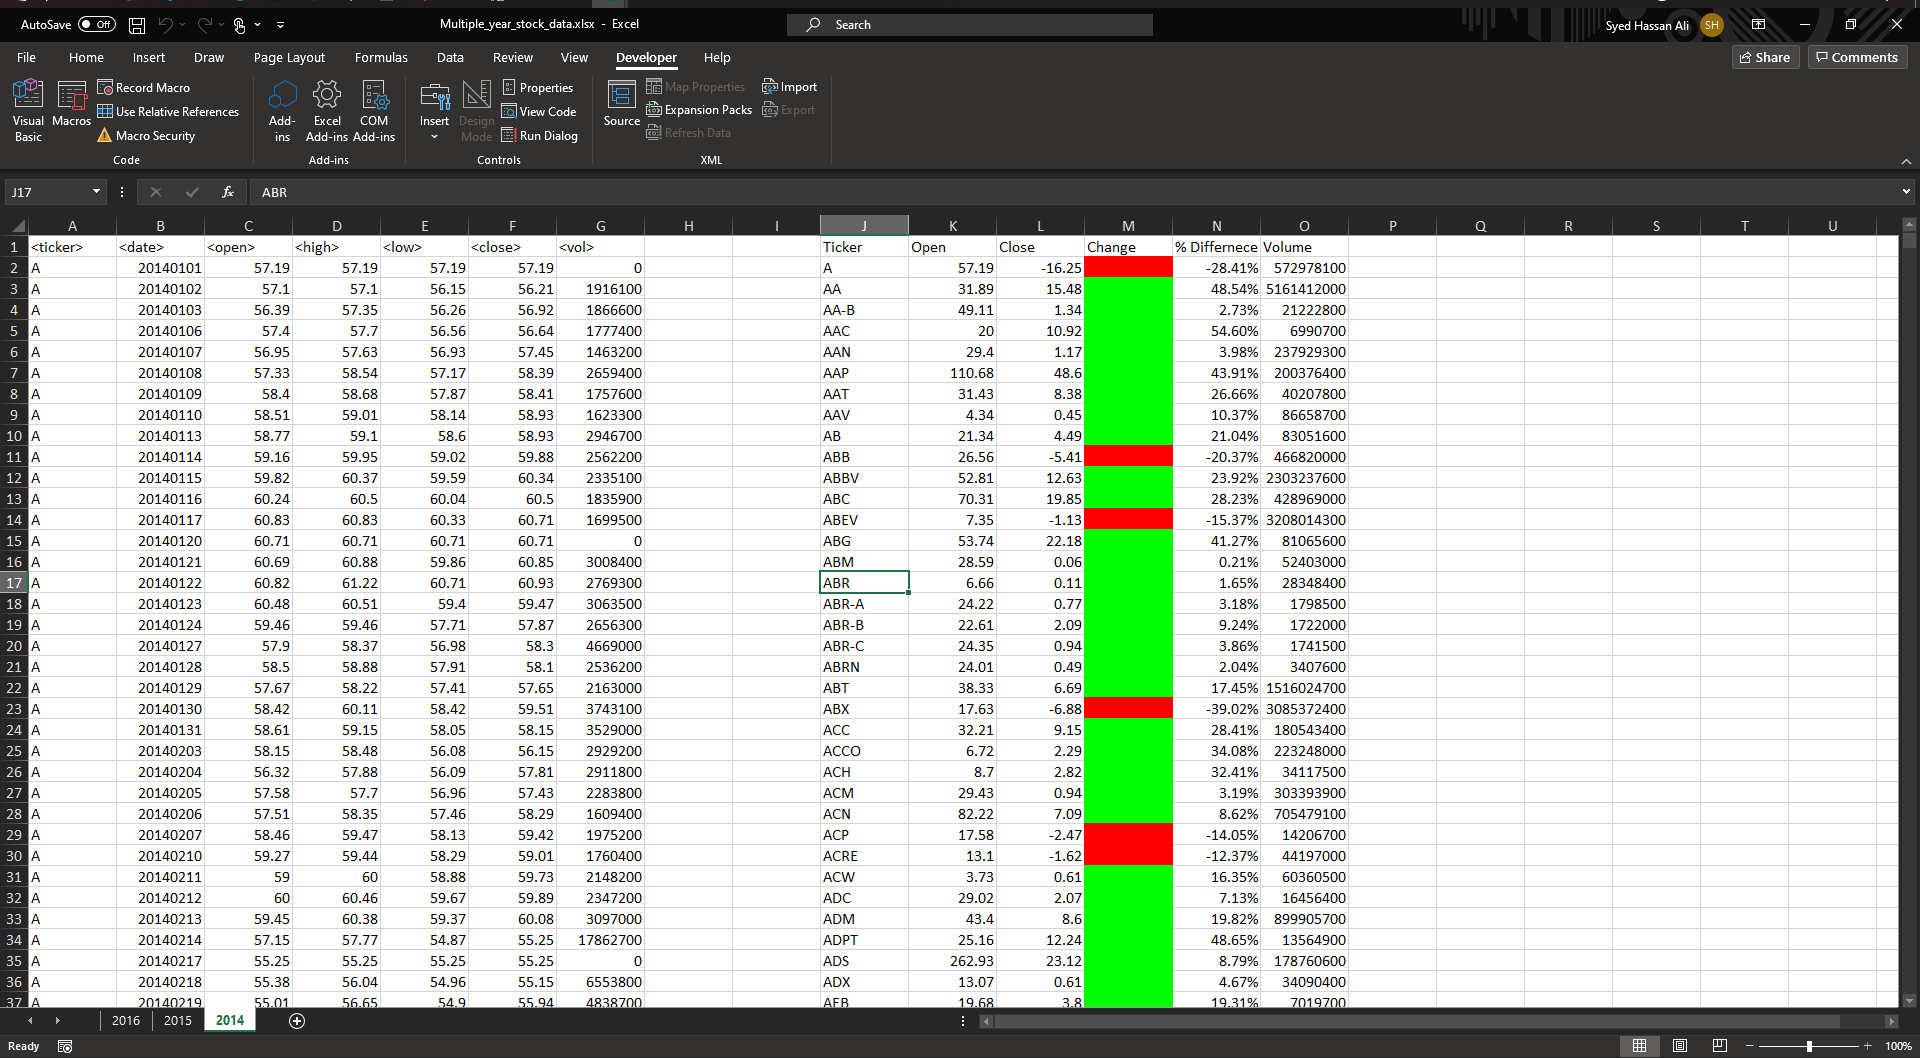 AutoSave Off Multiple_year_stock_data.xlsx - Excel Search Syed Hassan Ali SH
File Home Insert Draw Page Layout Formulas Data Review View Developer Help Share Comments
Visual Basic Macros Record Macro Use Relative References Macro Security Code
Add-ins Excel Add-ins COM Add-ins Add-ins
Insert Design Mode Properties View Code Run Dialog Controls
Source Map Properties Expansion Packs Refresh Data Import Export XML
J17 fx ABR
A B C D E F G H I J K L M N O P Q R S T U
1 <ticker> <date> <open> <high> <low> <close> <vol> Ticker Open Close Change % Differnece Volume
2 A 20140101 57.19 57.19 57.19 57.19 0 A 57.19 -16.25 -28.41% 572978100
3 A 20140102 57.1 57.1 56.15 56.21 1916100 AA 31.89 15.48 48.54% 5161412000
4 A 20140103 56.39 57.35 56.26 56.92 1866600 AA-B 49.11 1.34 2.73% 21222800
5 A 20140106 57.4 57.7 56.56 56.64 1777400 AAC 20 10.92 54.60% 6990700
6 A 20140107 56.95 57.63 56.93 57.45 1463200 AAN 29.4 1.17 3.98% 237929300
7 A 20140108 57.33 58.54 57.17 58.39 2659400 AAP 110.68 48.6 43.91% 200376400
8 A 20140109 58.4 58.68 57.87 58.41 1757600 AAT 31.43 8.38 26.66% 40207800
9 A 20140110 58.51 59.01 58.14 58.93 1623300 AAV 4.34 0.45 10.37% 86658700
10 A 20140113 58.77 59.1 58.6 58.93 2946700 AB 21.34 4.49 21.04% 83051600
11 A 20140114 59.16 59.95 59.02 59.88 2562200 ABB 26.56 -5.41 -20.37% 466820000
12 A 20140115 59.82 60.37 59.59 60.34 2335100 ABBV 52.81 12.63 23.92% 2303237600
13 A 20140116 60.24 60.5 60.04 60.5 1835900 ABC 70.31 19.85 28.23% 428969000
14 A 20140117 60.83 60.83 60.33 60.71 1699500 ABEV 7.35 -1.13 -15.37% 3208014300
15 A 20140120 60.71 60.71 60.71 60.71 0 ABG 53.74 22.18 41.27% 81065600
16 A 20140121 60.69 60.88 59.86 60.85 3008400 ABM 28.59 0.06 0.21% 52403000
17 A 20140122 60.82 61.22 60.71 60.93 2769300 ABR 6.66 0.11 1.65% 28348400
18 A 20140123 60.48 60.51 59.4 59.47 3063500 ABR-A 24.22 0.77 3.18% 1798500
19 A 20140124 59.46 59.46 57.71 57.87 2656300 ABR-B 22.61 2.09 9.24% 1722000
20 A 20140127 57.9 58.37 56.98 58.3 4669000 ABR-C 24.35 0.94 3.86% 1741500
21 A 20140128 58.5 58.88 57.91 58.1 2536200 ABRN 24.01 0.49 2.04% 3407600
22 A 20140129 57.67 58.22 57.41 57.65 2163000 ABT 38.33 6.69 17.45% 1516024700
23 A 20140130 58.42 60.11 58.42 59.51 3743100 ABX 17.63 -6.88 -39.02% 3085372400
24 A 20140131 58.61 59.15 58.05 58.15 3529000 ACC 32.21 9.15 28.41% 180543400
25 A 20140203 58.15 58.48 56.08 56.15 2929200 ACCO 6.72 2.29 34.08% 223248000
26 A 20140204 56.32 57.88 56.09 57.81 2911800 ACH 8.7 2.82 32.41% 34117500
27 A 20140205 57.58 57.7 56.96 57.43 2283800 ACM 29.43 0.94 3.19% 303393900
28 A 20140206 57.51 58.35 57.46 58.29 1609400 ACN 82.22 7.09 8.62% 705479100
29 A 20140207 58.46 59.47 58.13 59.42 1975200 ACP 17.58 -2.47 -14.05% 14206700
30 A 20140210 59.27 59.44 58.29 59.01 1760400 ACRE 13.1 -1.62 -12.37% 44197000
31 A 20140211 59 60 58.88 59.73 2148200 ACW 3.73 0.61 16.35% 60360500
32 A 20140212 60 60.46 59.67 59.89 2347200 ADC 29.02 2.07 7.13% 16456400
33 A 20140213 59.45 60.38 59.37 60.08 3097000 ADM 43.4 8.6 19.82% 899905700
34 A 20140214 57.15 57.77 54.87 55.25 17862700 ADPT 25.16 12.24 48.65% 13564900
35 A 20140217 55.25 55.25 55.25 55.25 0 ADS 262.93 23.12 8.79% 178760600
36 A 20140218 55.38 56.04 54.96 55.15 6553800 ADX 13.07 0.61 4.67% 34090400
37 A 20140219 55.01 56.65 54.9 55.94 4838700 AEB 19.68 3.8 19.31% 7019700
2016 2015 2014
Ready 100%